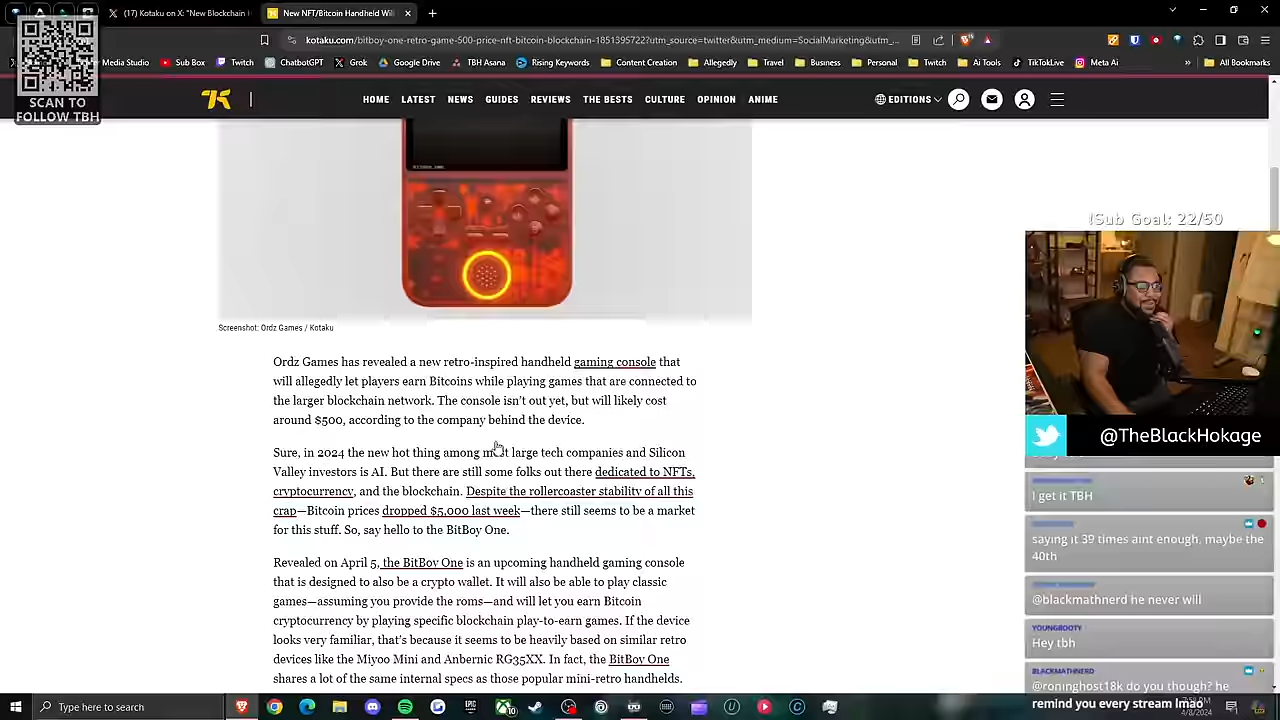 (17) Kotaku on X: "New Blockchain
New NFT/Bitcoin Handheld Wil
kotaku.com/bitboy-one-retro-game-500-price-nft-bitcoin-blockchain-1851395722?utm_source=twitter&utm_medium=SocialMarketing&utm_...
Media Studio
Sub Box
Twitch
ChatbotGPT
Grok
Google Drive
TBH Asana
Rising Keywords
Content Creation
Allegedly
Travel
Business
Personal
Twitch
Ai Tools
TikTokLive
Meta Ai
All Bookmarks
SCAN TO
FOLLOW TBH
HOME LATEST NEWS GUIDES REVIEWS THE BESTS CULTURE OPINION ANIME
EDITIONS
Screenshot: Ordz Games / Kotaku
Ordz Games has revealed a new retro-inspired handheld gaming console that
will allegedly let players earn Bitcoins while playing games that are connected to
the larger blockchain network. The console isn't out yet, but will likely cost
around $500, according to the company behind the device.
Sure, in 2024 the new hot thing among most large tech companies and Silicon
Valley investors is AI. But there are still some folks out there dedicated to NFTs,
cryptocurrency, and the blockchain. Despite the rollercoaster stability of all this
crap—Bitcoin prices dropped $5,000 last week—there still seems to be a market
for this stuff. So, say hello to the BitBoy One.
Revealed on April 5, the BitBoy One is an upcoming handheld gaming console
that is designed to also be a crypto wallet. It will also be able to play classic
games—assuming you provide the roms—and will let you earn Bitcoin
cryptocurrency by playing specific blockchain play-to-earn games. If the device
looks very familiar, that's because it seems to be heavily based on similar retro
devices like the Miyoo Mini and Anbernic RG35XX. In fact, the BitBoy One
shares a lot of the same internal specs as those popular mini-retro handhelds.
!Sub Goal: 22/50
@TheBlackHokage
1
I get it TBH
saying it 39 times aint enough, maybe the
40th
@blackmathnerd he never will
YOUNGBOOTY
Hey tbh
BLACKMATHNERD
@roninghost18k do you though? he
remind you every stream lmao
Type here to search
4/8/2024